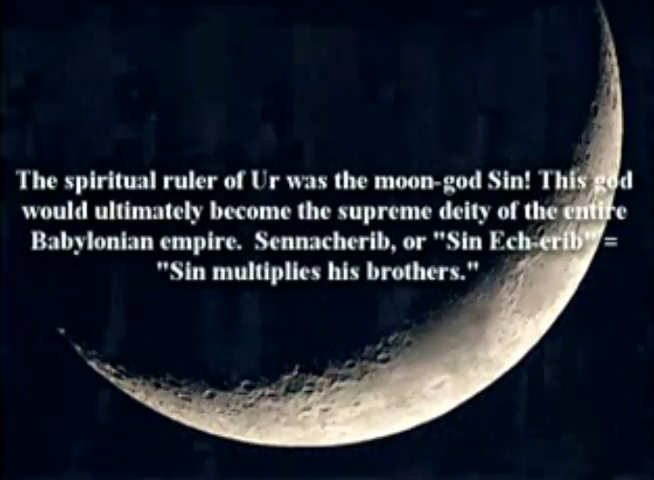 The spiritual ruler of Ur was the moon-god Sin! This god
would ultimately become the supreme deity of the entire
Babylonian empire.  Sennacherib, or "Sin Ech-erib" =
"Sin multiplies his brothers."